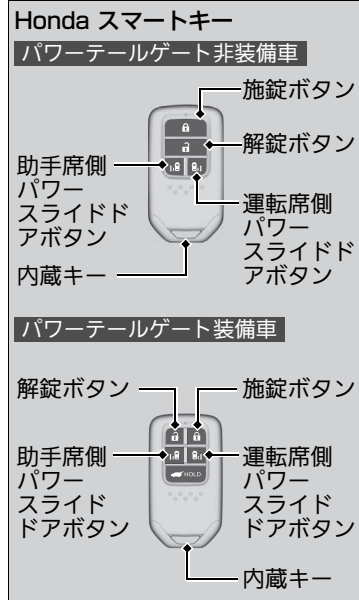 Honda スマートキー
パワーテールゲート非装備車
施錠ボタン
解錠ボタン
助手席側
パワー
スライドド
アボタン
運転席側
パワー
スライドド
アボタン
内蔵キー
パワーテールゲート装備車
解錠ボタン
施錠ボタン
助手席側
パワー
スライド
ドアボタン
運転席側
パワー
スライド
ドアボタン
HOLD
内蔵キー